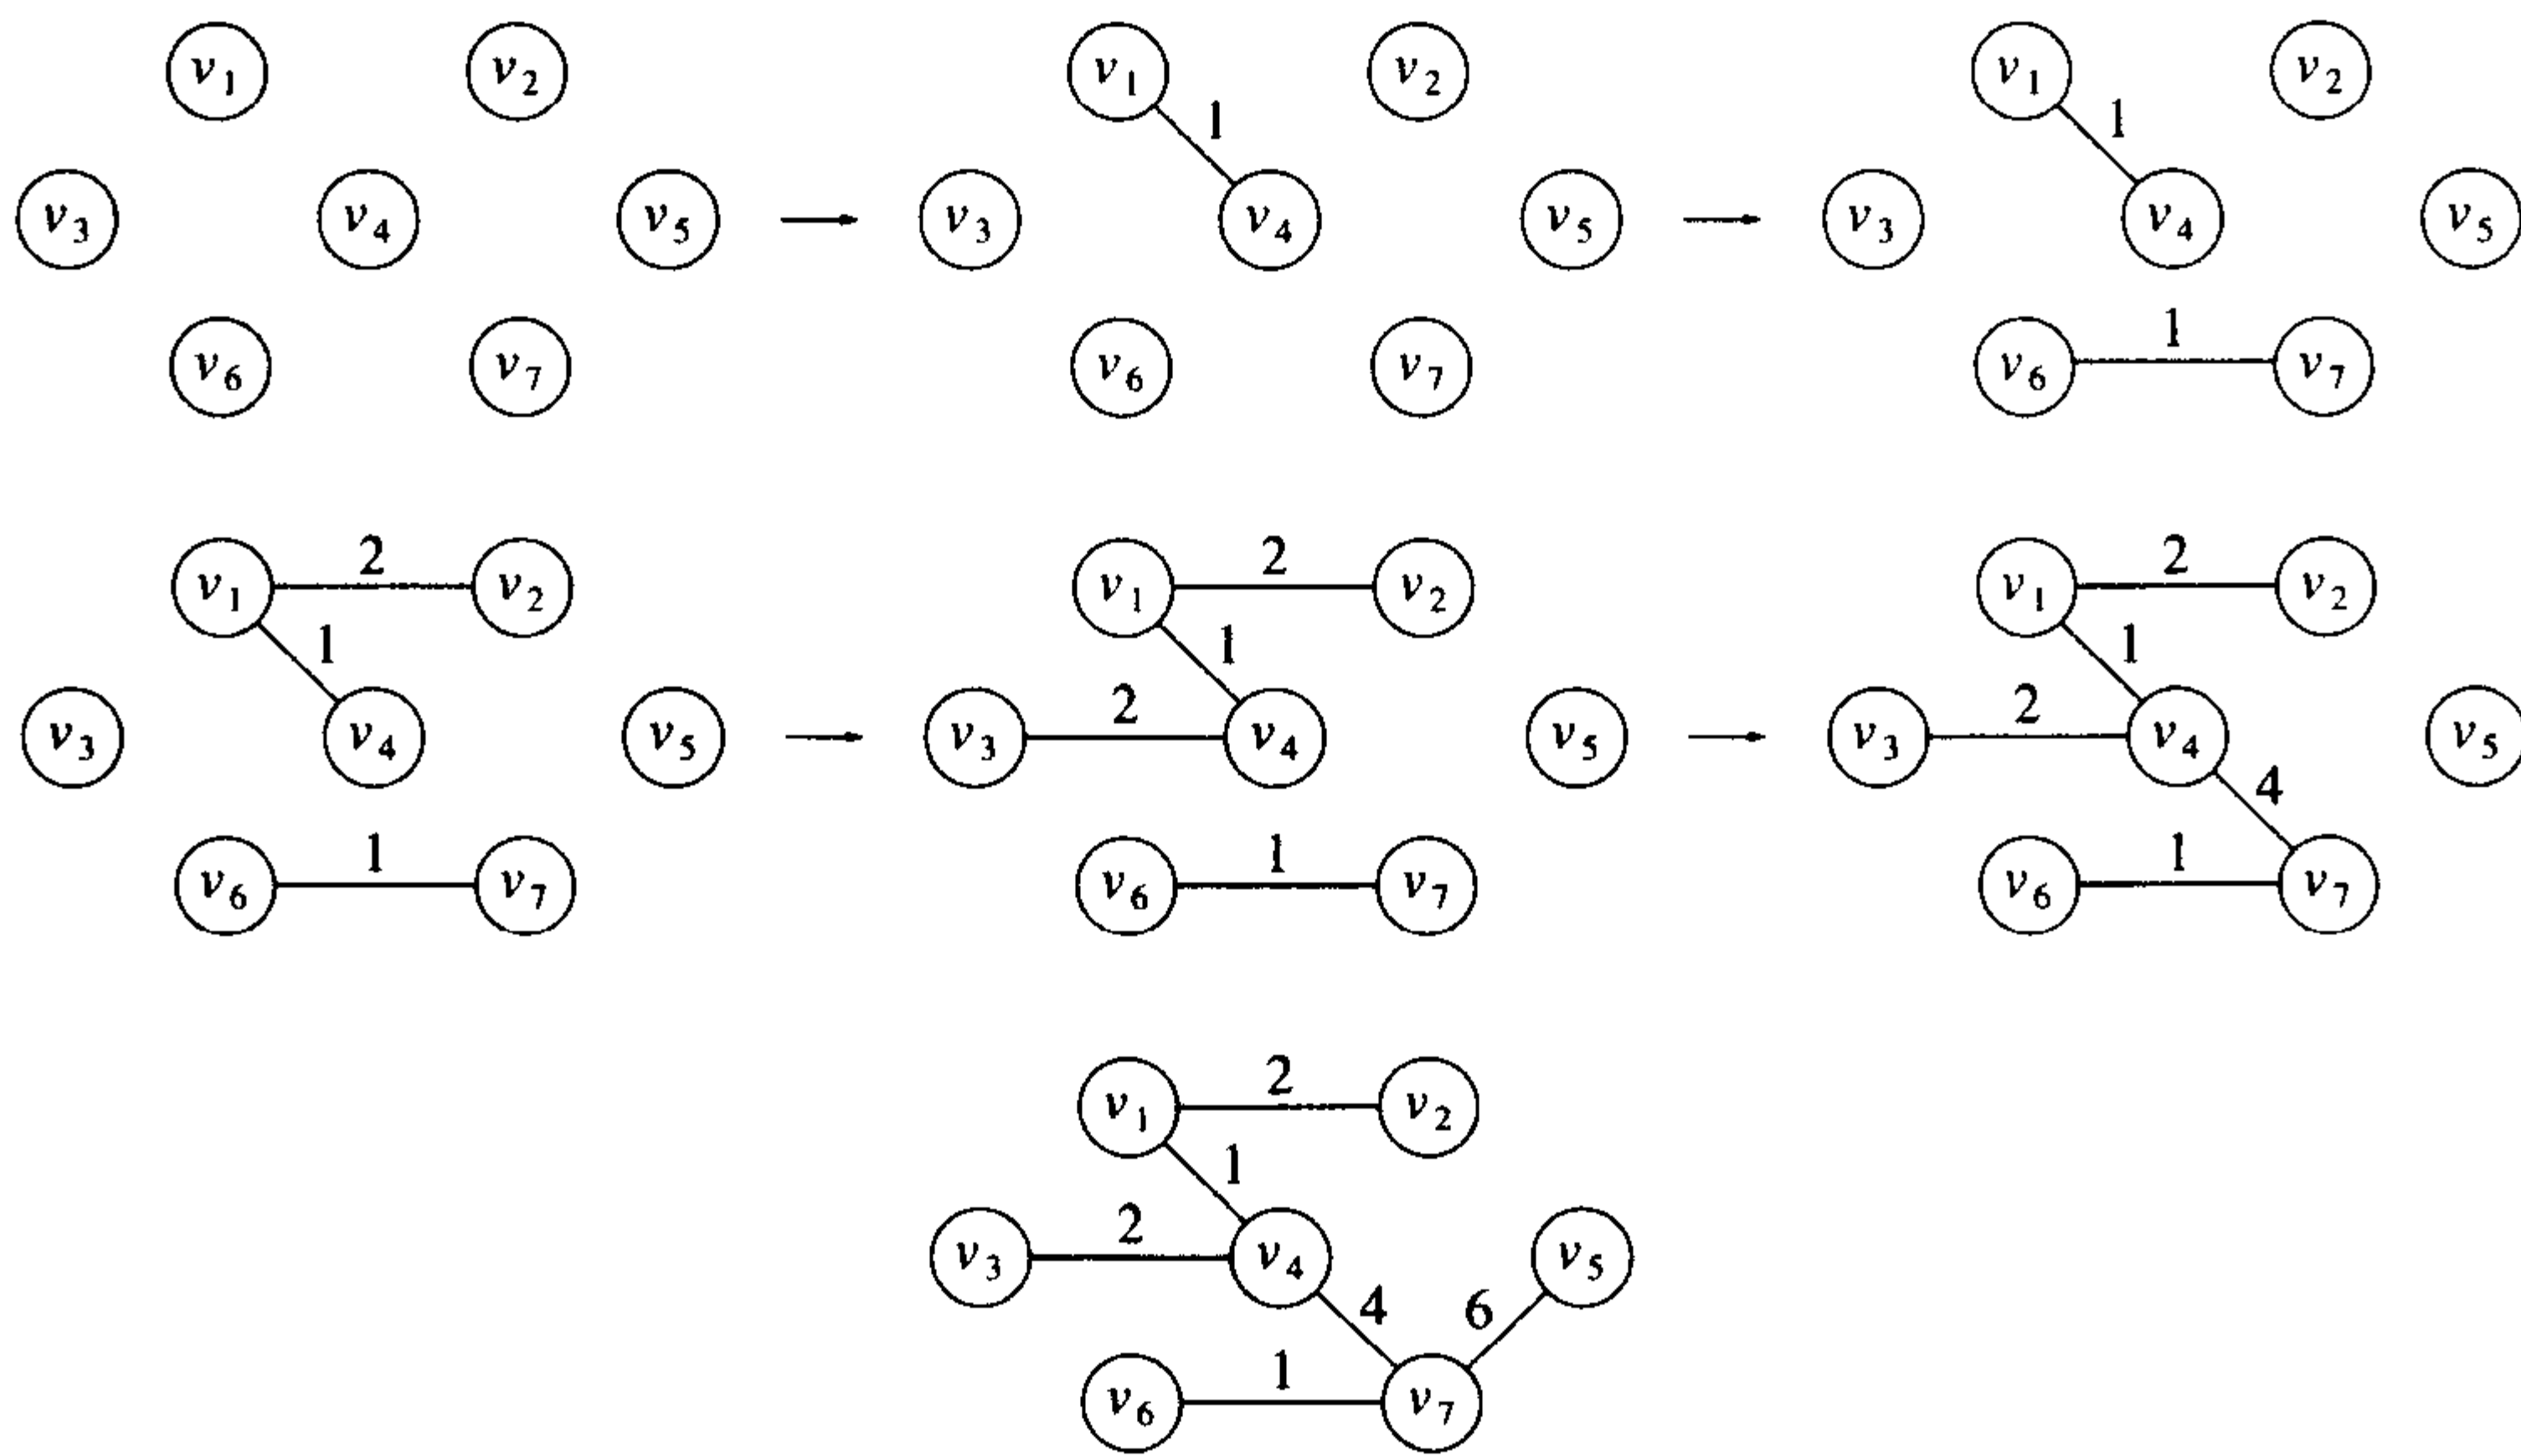 v₁ v₂ v₁ v₂ v₁ v₂
1 1
v₃ v₄ v₅ v₃ v₄ v₅ v₃ v₄ v₅
1
v₆ v₇ v₆ v₇ v₆ v₇
2 2 2
v₁ v₂ v₁ v₂ v₁ v₂
1 1 1
2 2
v₃ v₄ v₅ v₃ v₄ v₅ v₃ v₄ v₅
4
1 1 1
v₆ v₇ v₆ v₇ v₆ v₇
2
v₁ v₂
1
2
v₃ v₄ v₅
4 6
1
v₆ v₇